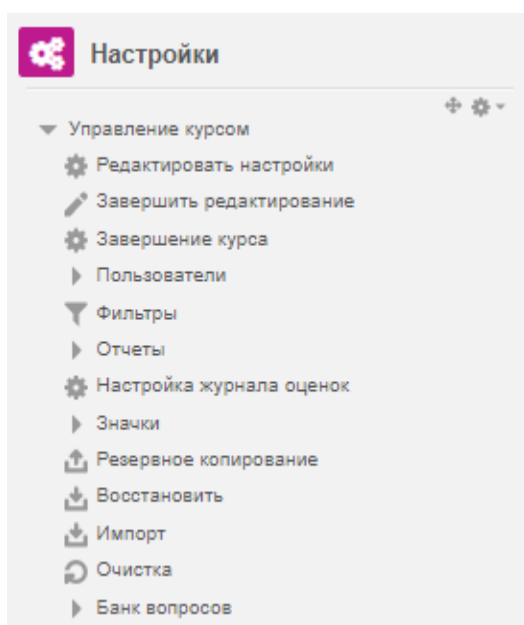 Настройки
Управление курсом
Редактировать настройки
Завершить редактирование
Завершение курса
Пользователи
Фильтры
Отчеты
Настройка журнала оценок
Значки
Резервное копирование
Восстановить
Импорт
Очистка
Банк вопросов